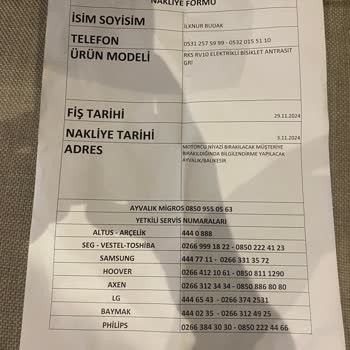 NAKLİYE FORMU
İSİM SOYİSİM İLKNUR BUDAK
TELEFON 0531 257 59 99 - 0532 015 51 10
ÜRÜN MODELİ RKS RV10 ELEKTRİKLİ BİSİKLET ANTRASİT
GRİ
FİŞ TARİHİ 29.11.2024
NAKLİYE TARİHİ 3.11.2024
ADRES MOTORCU NİYAZİ BIRAKILACAK MÜŞTERİYE
BIRAKILDIĞINDA BİLGİLENDİRME YAPILACAK
AYVALIK/BALIKESİR
AYVALIK MİGROS 0850 955 05 63
YETKİLİ SERVİS NUMARALARI
ALTUS - ARÇELİK 444 0 888
SEG - VESTEL-TOSHİBA 0266 999 18 22 - 0850 222 41 23
SAMSUNG 444 77 11 - 0266 331 35 72
HOOVER 0266 412 10 61 - 0850 811 1290
AXEN 0266 312 34 34 - 0850 886 80 80
LG 444 65 43 - 0266 374 2531
BAYMAK 444 02 35 - 0266 312 49 25
PHİLİPS 0266 384 30 30 - 0850 222 44 66